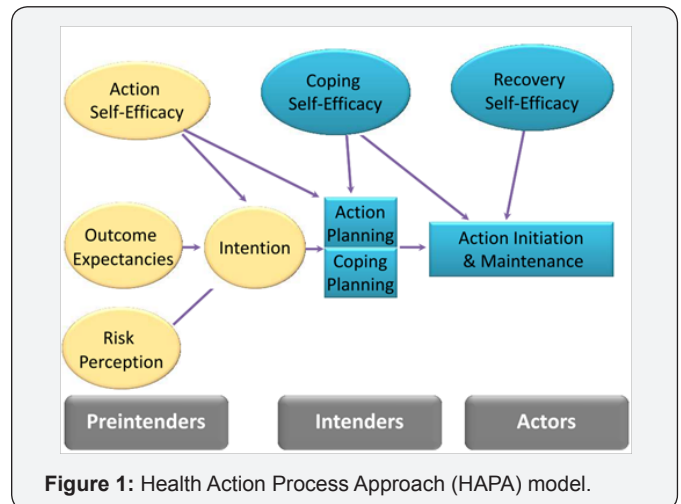 Action
Self-Efficacy
Coping
Self-Efficacy
Recovery
Self-Efficacy
Outcome
Expectancies
Intention
Action
Planning
Coping
Planning
Action Initiation
& Maintenance
Risk
Perception
Preintenders
Intenders
Actors
Figure 1: Health Action Process Approach (HAPA) model.